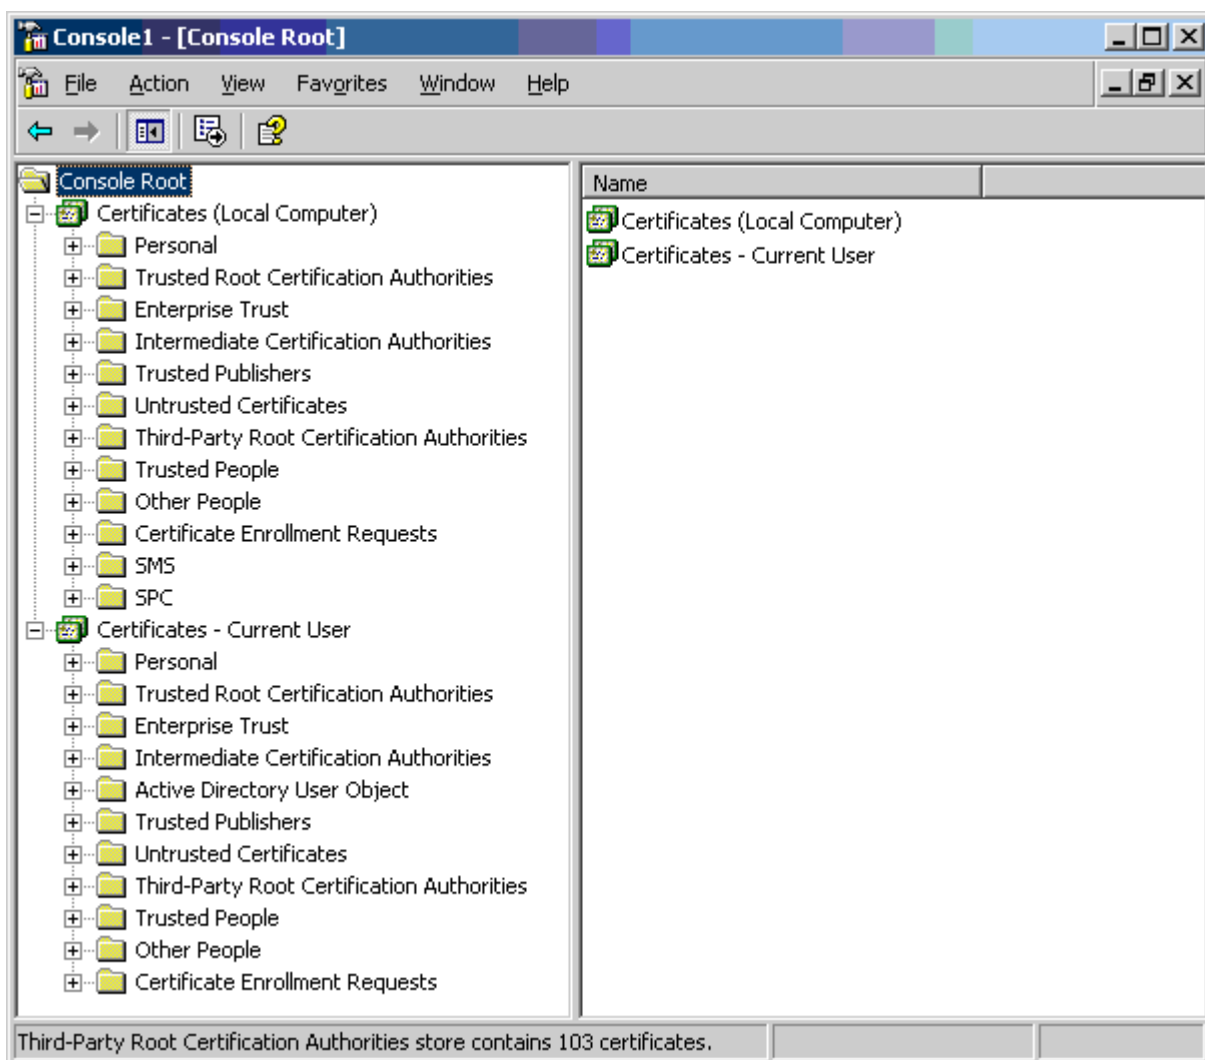 Console1 - [Console Root]
File Action View Favorites Window Help
Console Root
Certificates (Local Computer)
Personal
Trusted Root Certification Authorities
Enterprise Trust
Intermediate Certification Authorities
Trusted Publishers
Untrusted Certificates
Third-Party Root Certification Authorities
Trusted People
Other People
Certificate Enrollment Requests
SMS
SPC
Certificates - Current User
Personal
Trusted Root Certification Authorities
Enterprise Trust
Intermediate Certification Authorities
Active Directory User Object
Trusted Publishers
Untrusted Certificates
Third-Party Root Certification Authorities
Trusted People
Other People
Certificate Enrollment Requests
Name
Certificates (Local Computer)
Certificates - Current User
Third-Party Root Certification Authorities store contains 103 certificates.